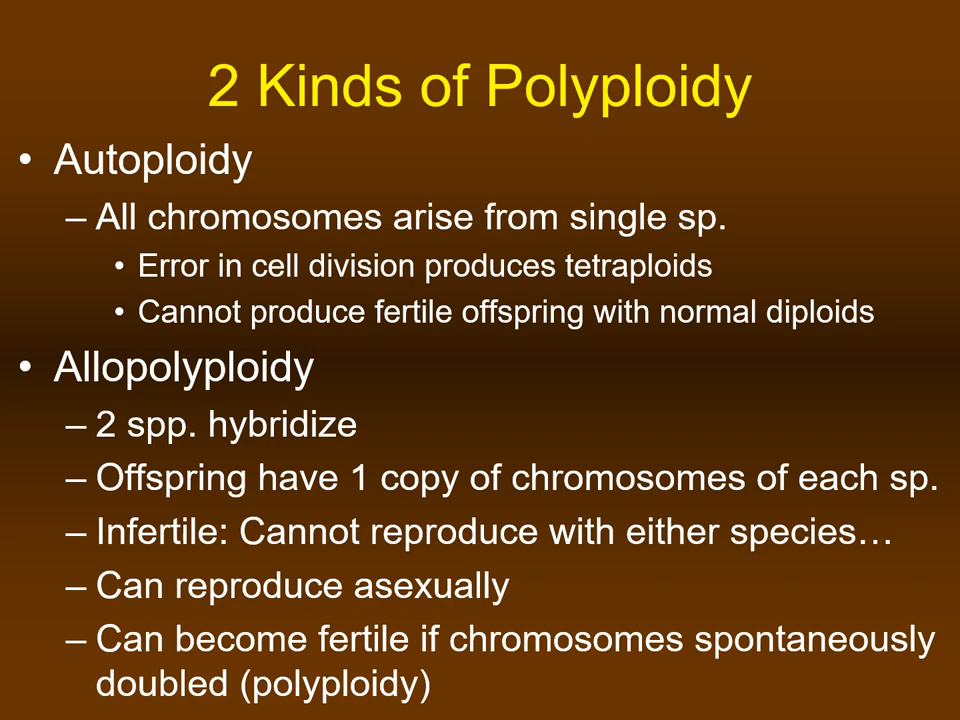 2 Kinds of Polyploidy
• Autoploidy
– All chromosomes arise from single sp.
• Error in cell division produces tetraploids
• Cannot produce fertile offspring with normal diploids
• Allopolyploidy
– 2 spp. hybridize
– Offspring have 1 copy of chromosomes of each sp.
– Infertile: Cannot reproduce with either species…
– Can reproduce asexually
– Can become fertile if chromosomes spontaneously
doubled (polyploidy)